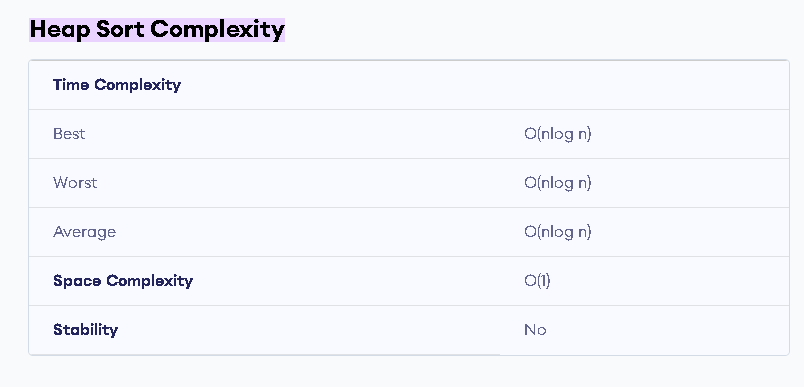 Heap Sort Complexity
Time Complexity
Best O(nlog n)
Worst O(nlog n)
Average O(nlog n)
Space Complexity O(1)
Stability No